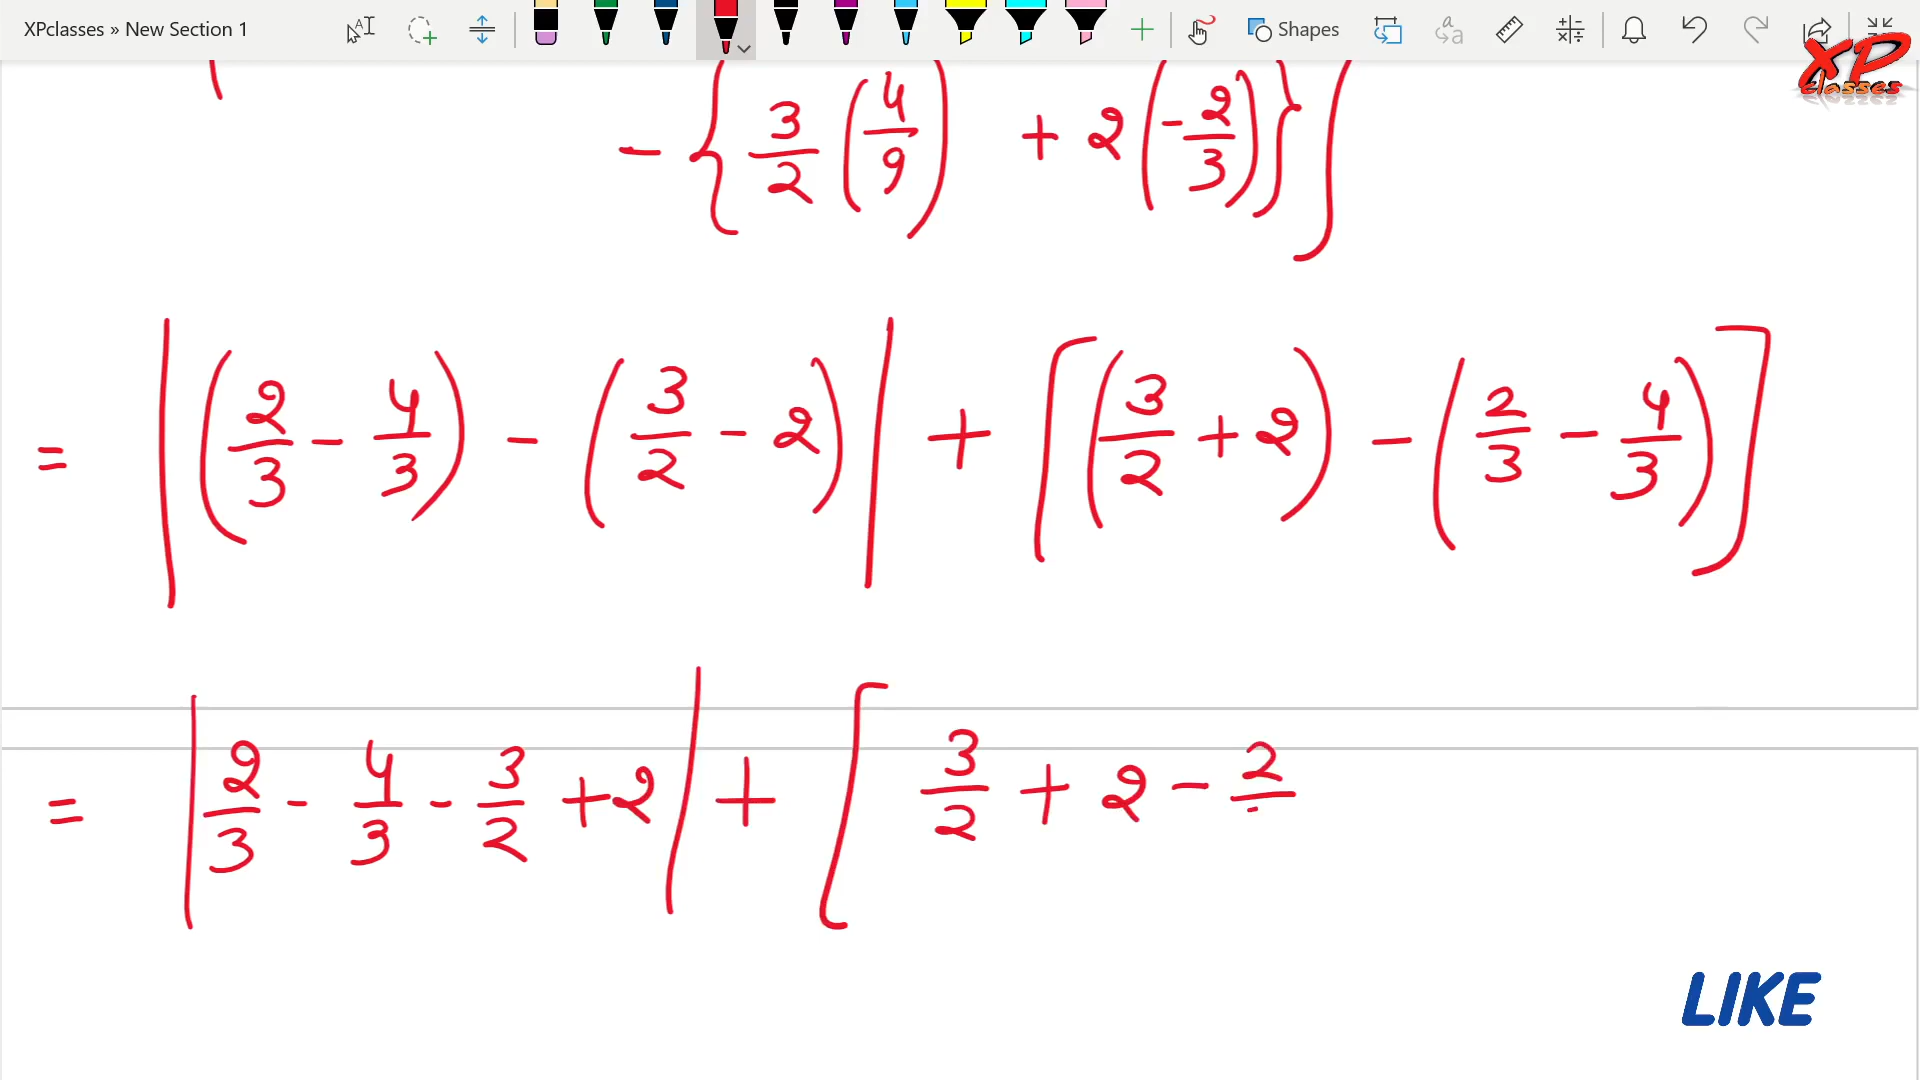 XPclasses » New Section 1
Shapes
XP
classes
- { 3/2 (4/9) + 2(-2/3)} ]
= | (2/3 - 4/3) - (3/2 - 2) | + [ (3/2 + 2) - (2/3 - 4/3) ]
= | 2/3 - 4/3 - 3/2 + 2 | + [ 3/2 + 2 - 2/
LIKE